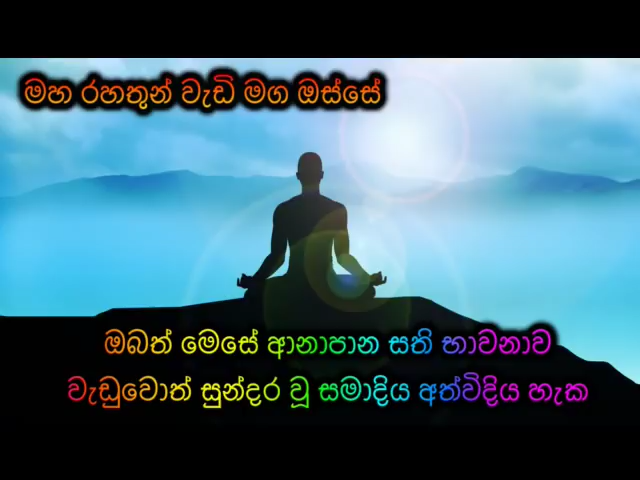 මහ රහතුන් වැඩි මග ඔස්සේ
ඔබත් මෙසේ ආනාපාන සති භාවනාව
වැඩුවොත් සුන්දර වූ සමාදිය අත්විදිය හැක